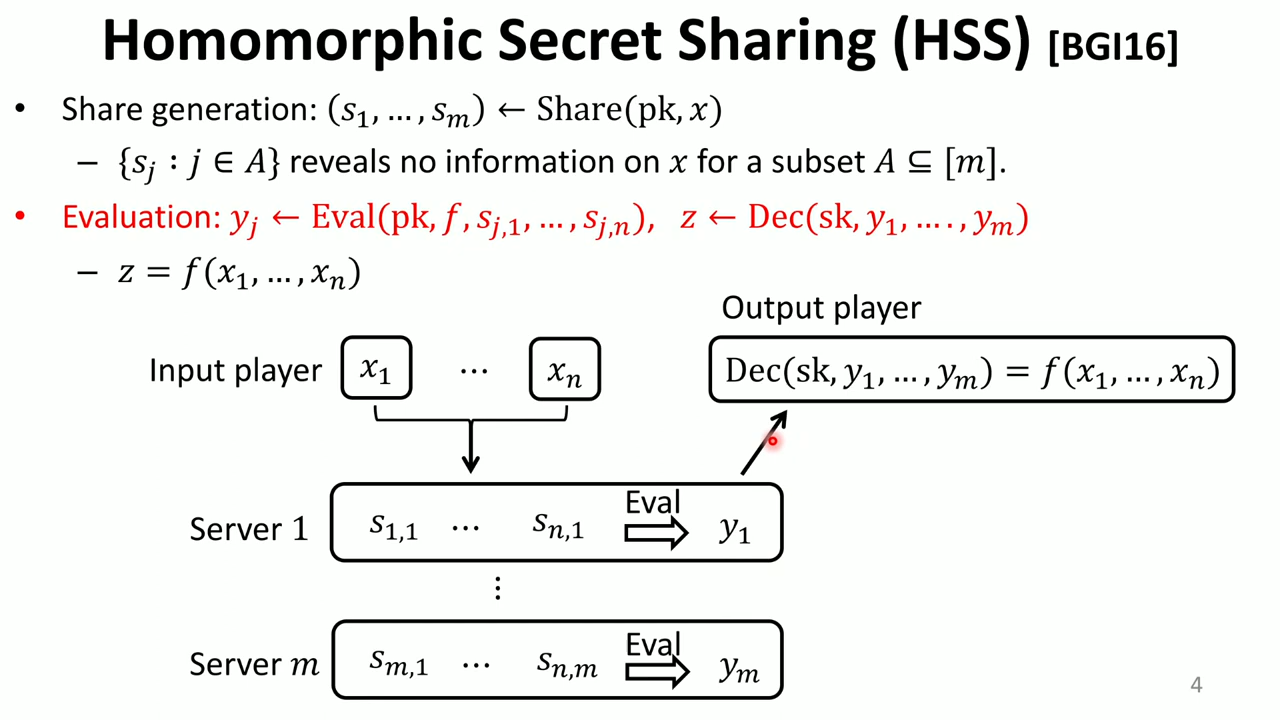 Homomorphic Secret Sharing (HSS) [BGI16]
• Share generation: (s₁, … , sₘ) ← Share(pk, x)
– {sⱼ ∶ j ∈ A} reveals no information on x for a subset A ⊆ [m].
• Evaluation: yⱼ ← Eval(pk, f, sⱼ,₁, … , sⱼ,ₙ), z ← Dec(sk, y₁, … . , yₘ)
– z = f(x₁, … , xₙ)
Output player
Input player x₁ ⋯ xₙ
Dec(sk, y₁, … , yₘ) = f(x₁, … , xₙ)
Eval
Server 1 s₁,₁ ⋯ sₙ,₁ y₁
⋮
Eval
Server m sₘ,₁ ⋯ sₙ,ₘ yₘ
4